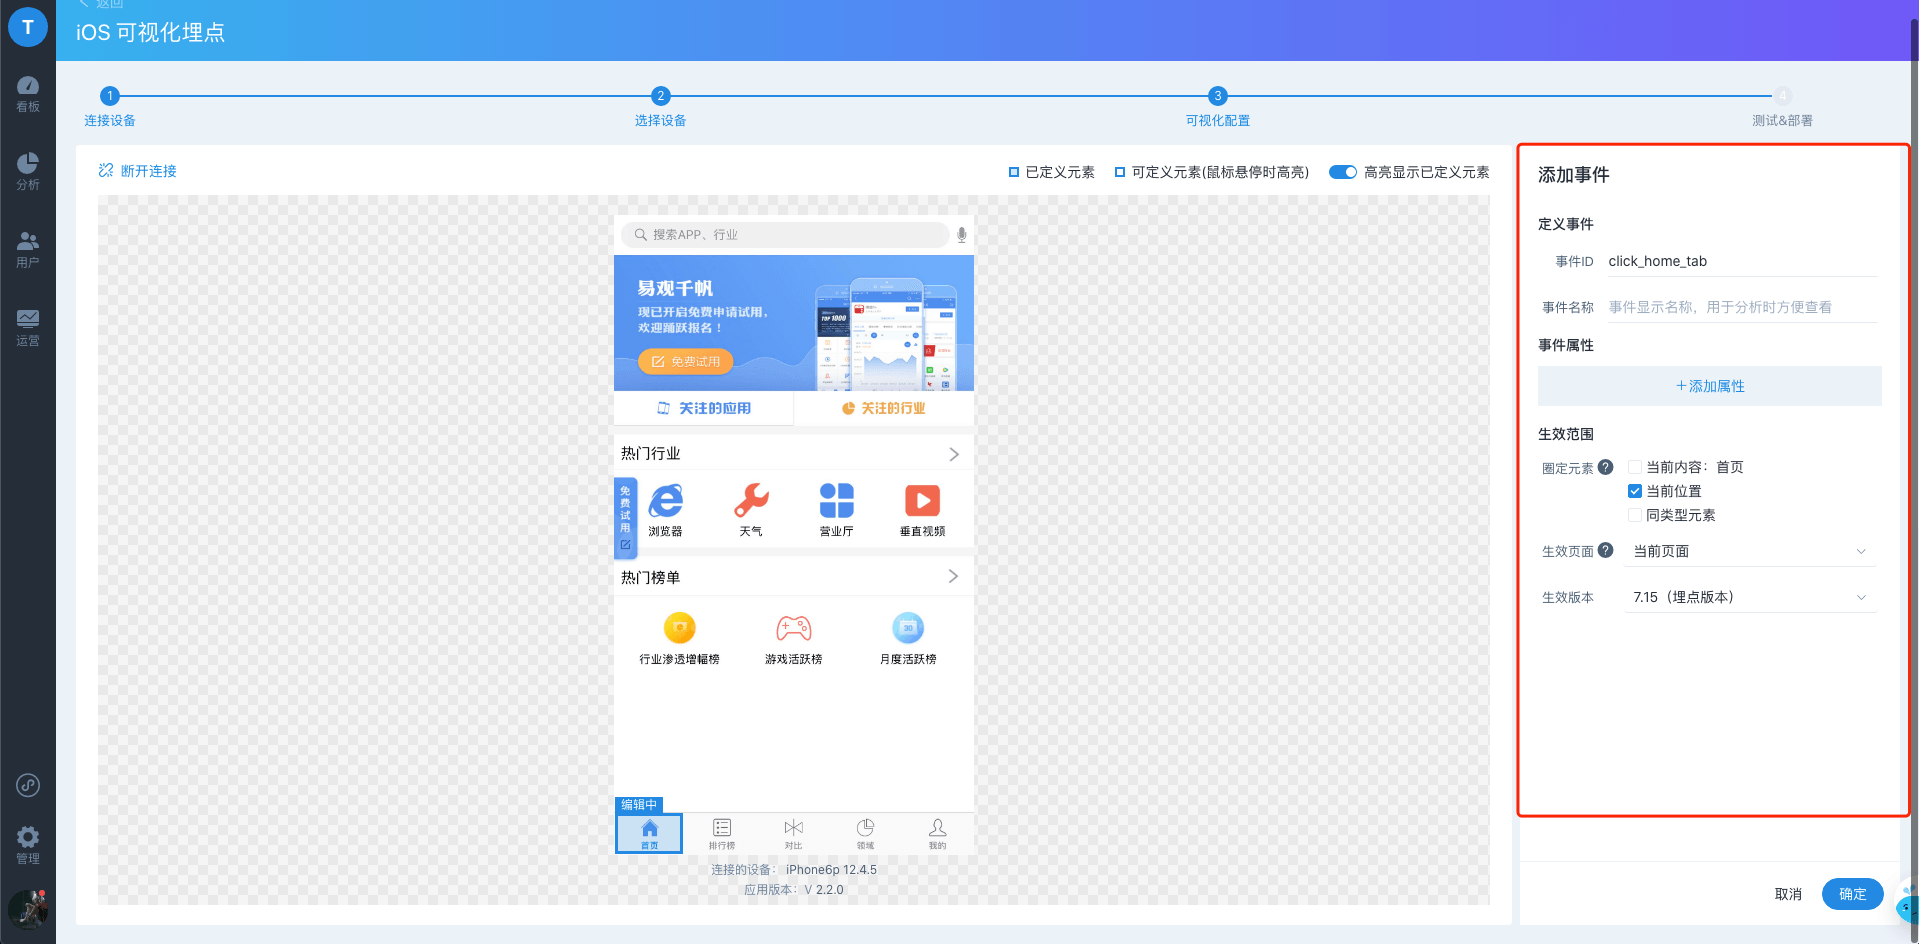 返回
T
iOS 可视化埋点
看板
分析
用户
运营
管理
1
2
3
4
连接设备
选择设备
可视化配置
测试&部署
断开连接
已定义元素
可定义元素(鼠标悬停时高亮)
高亮显示已定义元素
搜索APP、行业
易观千帆
现已开启免费申请试用，
欢迎踊跃报名！
免费试用
TOP 1000
关注的应用
关注的行业
热门行业
免费试用
浏览器
天气
营业厅
垂直视频
热门榜单
30
行业渗透增幅榜
游戏活跃榜
月度活跃榜
编辑中
首页
排行榜
对比
领域
我的
连接的设备： iPhone6p 12.4.5
应用版本：V 2.2.0
添加事件
定义事件
事件ID click_home_tab
事件名称 事件显示名称，用于分析时方便查看
事件属性
+添加属性
生效范围
圈定元素 ? 当前内容：首页
当前位置
同类型元素
生效页面 ? 当前页面
生效版本 7.15（埋点版本）
取消
确定